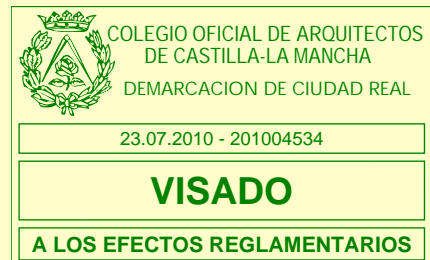 COLEGIO OFICIAL DE ARQUITECTOS
DE CASTILLA-LA MANCHA
DEMARCACION DE CIUDAD REAL
23.07.2010 - 201004534
VISADO
A LOS EFECTOS REGLAMENTARIOS